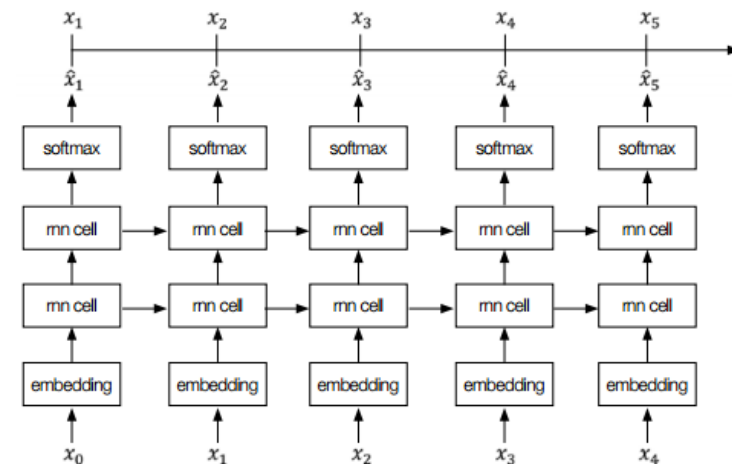 x₁ x₂ x₃ x₄ x₅
x̂₁ x̂₂ x̂₃ x̂₄ x̂₅
softmax softmax softmax softmax softmax
rnn cell rnn cell rnn cell rnn cell rnn cell
rnn cell rnn cell rnn cell rnn cell rnn cell
embedding embedding embedding embedding embedding
x₀ x₁ x₂ x₃ x₄